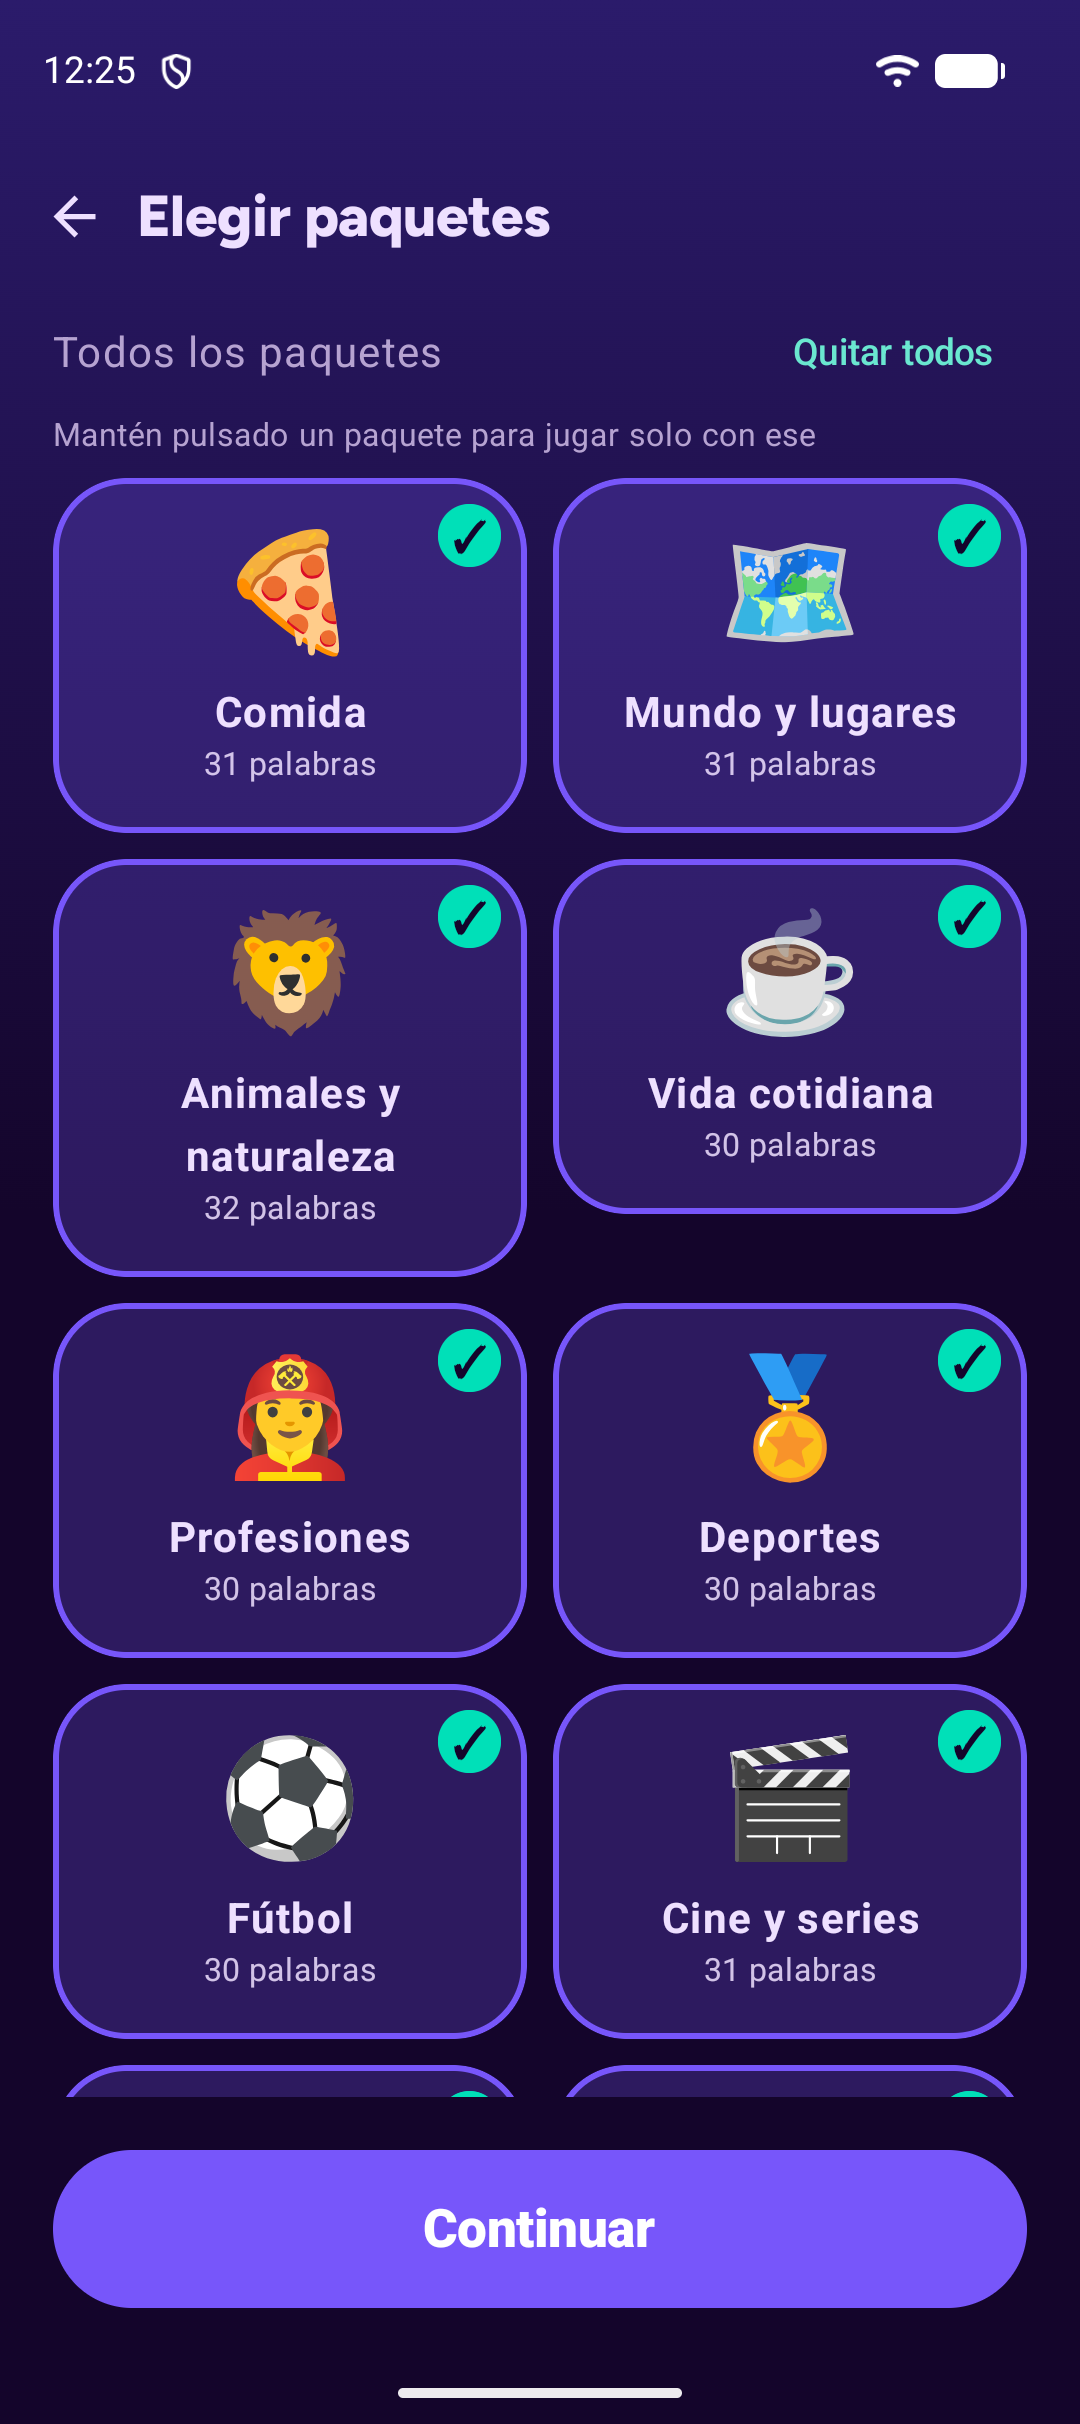 12:25
Elegir paquetes
Todos los paquetes
Quitar todos
Mantén pulsado un paquete para jugar solo con ese
Comida
31 palabras
Mundo y lugares
31 palabras
Animales y
naturaleza
32 palabras
Vida cotidiana
30 palabras
Profesiones
30 palabras
Deportes
30 palabras
Fútbol
30 palabras
Cine y series
31 palabras
Continuar